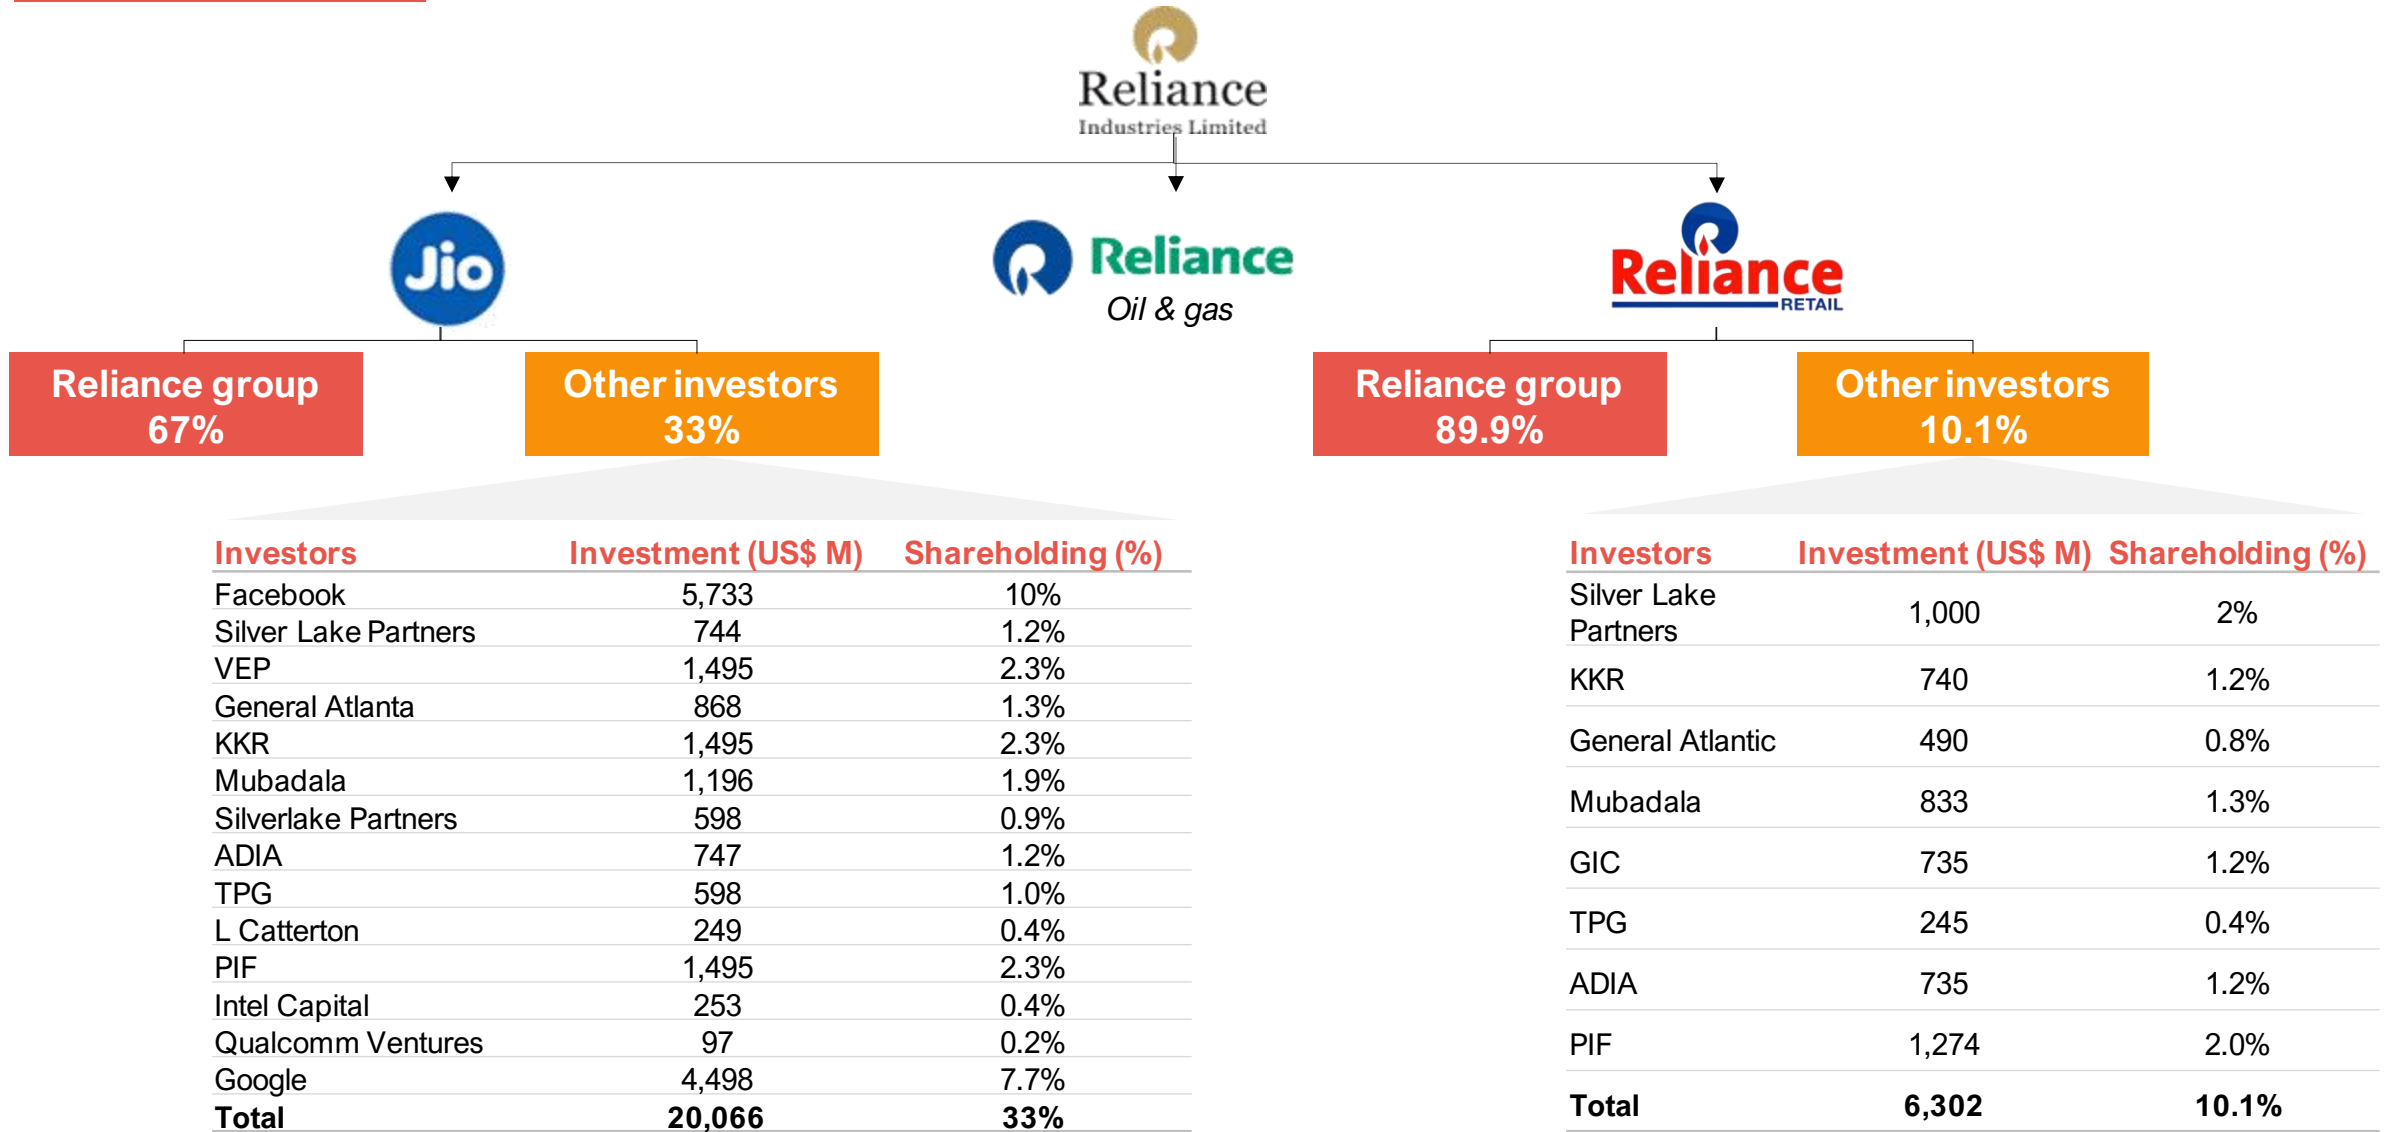 Reliance
Industries Limited
Jio
Reliance
Oil & gas
Reliance
RETAIL
Reliance group
67%
Other investors
33%
Reliance group
89.9%
Other investors
10.1%
Investors Investment (US$ M) Shareholding (%)
Facebook 5,733 10%
Silver Lake Partners 744 1.2%
VEP 1,495 2.3%
General Atlanta 868 1.3%
KKR 1,495 2.3%
Mubadala 1,196 1.9%
Silverlake Partners 598 0.9%
ADIA 747 1.2%
TPG 598 1.0%
L Catterton 249 0.4%
PIF 1,495 2.3%
Intel Capital 253 0.4%
Qualcomm Ventures 97 0.2%
Google 4,498 7.7%
Total 20,066 33%
Investors Investment (US$ M) Shareholding (%)
Silver Lake
Partners 1,000 2%
KKR 740 1.2%
General Atlantic 490 0.8%
Mubadala 833 1.3%
GIC 735 1.2%
TPG 245 0.4%
ADIA 735 1.2%
PIF 1,274 2.0%
Total 6,302 10.1%